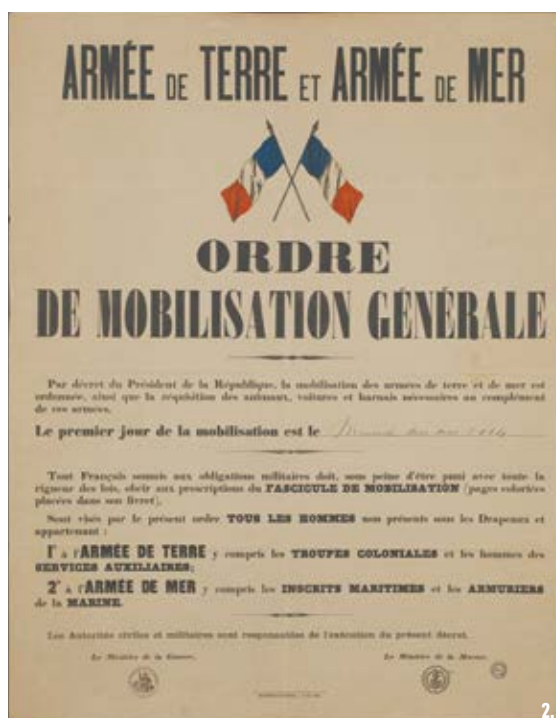 ARMÉE DE TERRE ET ARMÉE DE MER
ORDRE
DE MOBILISATION GÉNÉRALE
Par décret du Président de la République, la mobilisation des armées de terre et de mer est
ordonnée, ainsi que la réquisition des animaux, voitures et harnais nécessaires au complément
de ces armées.
Le premier jour de la mobilisation est le
Tout Français soumis aux obligations militaires doit, sous peine d'être puni avec toute la
rigueur des lois, obéir aux prescriptions du FASCICULE DE MOBILISATION (pages coloriées
placées dans son livret).
Sont visés par le présent ordre TOUS LES HOMMES non présents sous les Drapeaux et
appartenant :
1° à l'ARMÉE DE TERRE y compris les TROUPES COLONIALES et les hommes des
SERVICES AUXILIAIRES;
2° à l'ARMÉE DE MER y compris les INSCRITS MARITIMES et les ARMURIERS
de la MARINE.
Les Autorités civiles et militaires sont responsables de l'exécution du présent décret.
Le Ministre de la Guerre, Le Ministre de la Marine,
2.